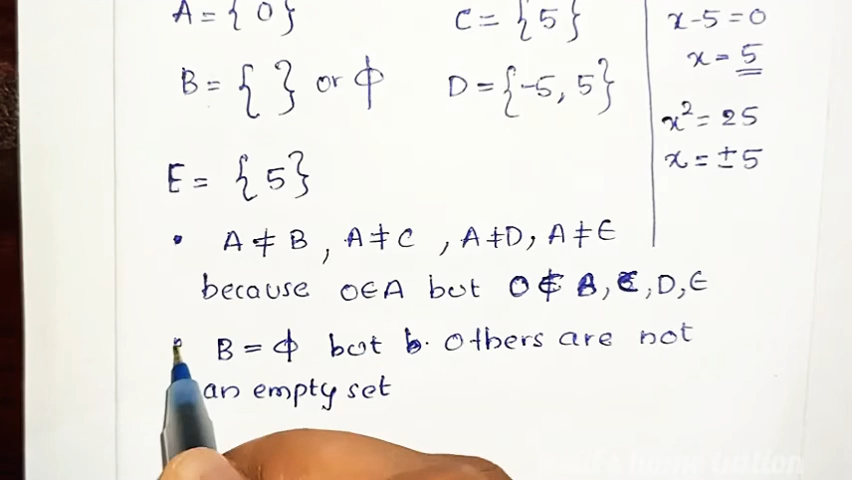 A = { 0 }
C = { 5 }
x - 5 = 0
x = 5
B = { } or ϕ
D = {-5, 5}
x² = 25
x = ±5
E = { 5 }
• A ≠ B, A ≠ C, A ≠ D, A ≠ E
because 0 ∈ A but 0 ∉ B, C, D, E
• B = ϕ but others are not
an empty set